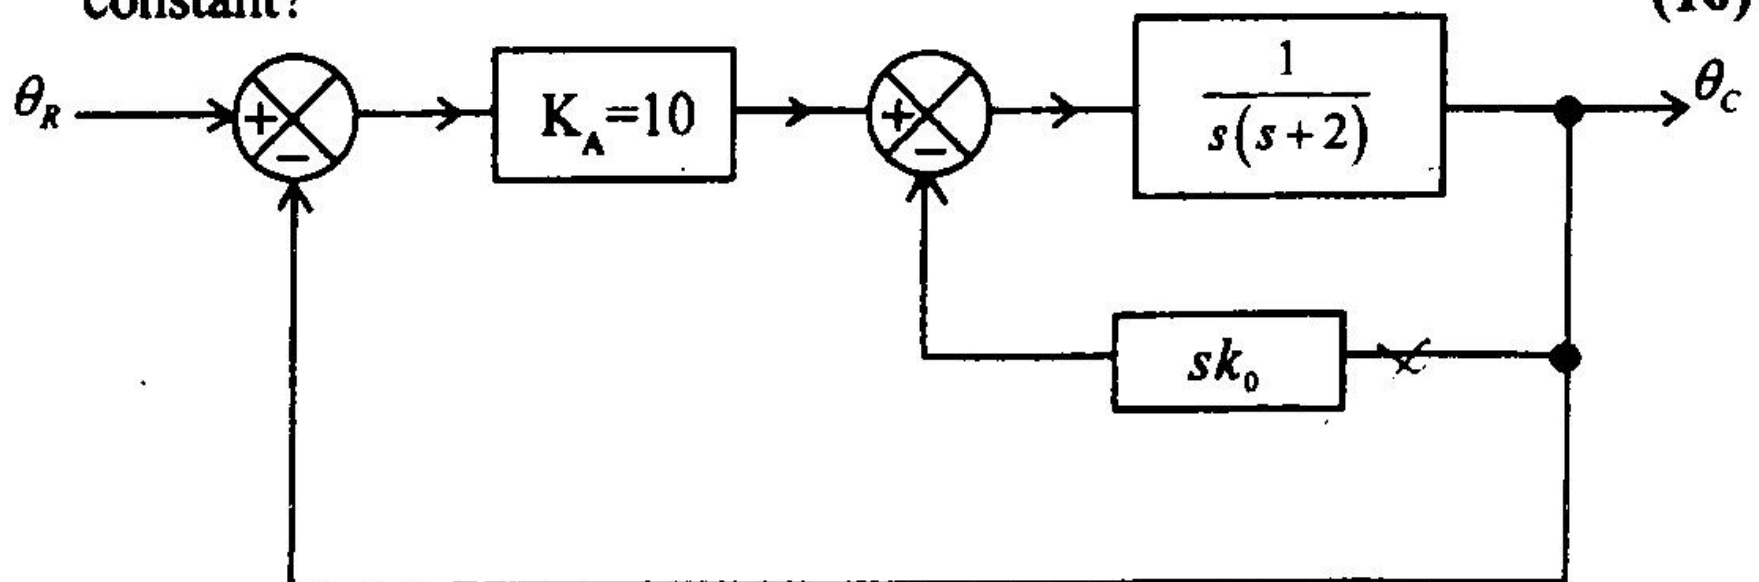 constant? (10)
θ_R + − K_A=10 + − 1/(s(s+2)) θ_C
sk_0